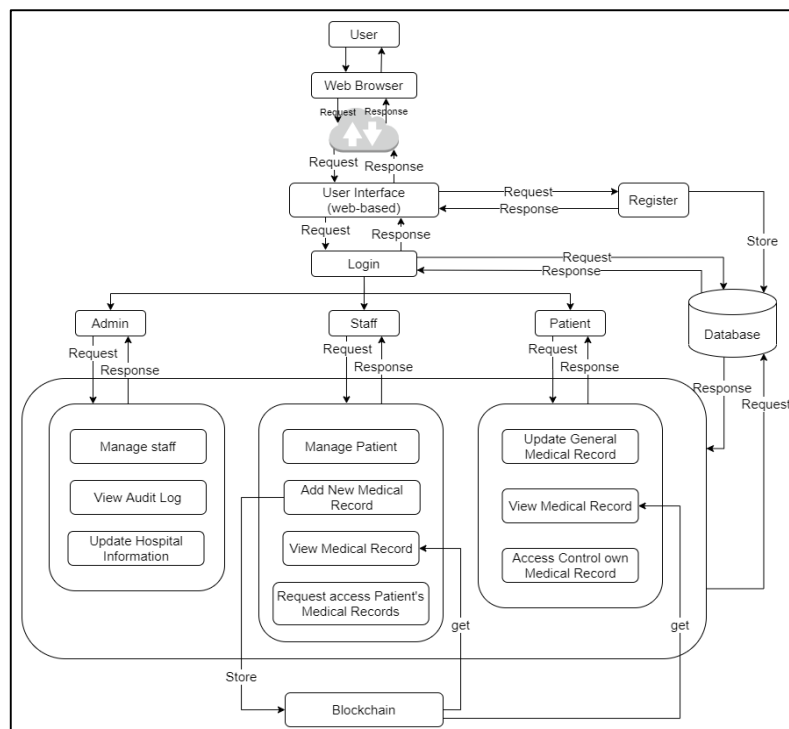 User
Web Browser
Request
Response
Request
Response
User Interface
(web-based)
Request
Response
Register
Request
Response
Store
Login
Request
Response
Database
Admin
Staff
Patient
Request
Response
Request
Response
Request
Response
Response
Request
Manage staff
View Audit Log
Update Hospital
Information
Manage Patient
Add New Medical
Record
View Medical Record
Request access Patient's
Medical Records
Update General
Medical Record
View Medical Record
Access Control own
Medical Record
Store
get
get
Blockchain